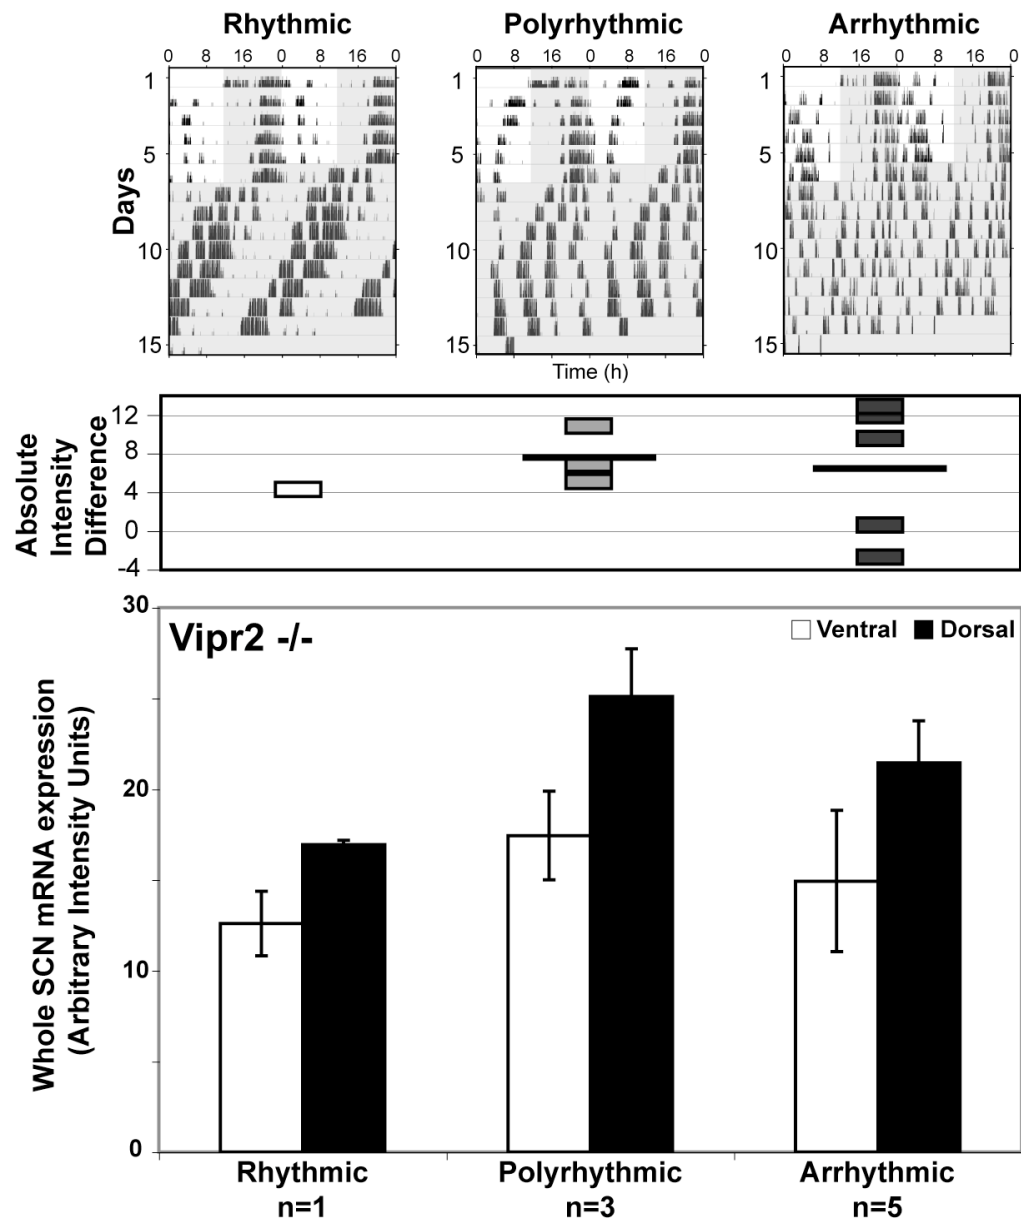 Rhythmic Polyrhythmic Arrhythmic
0 8 16 0 8 16 0 0 8 16 0 8 16 0 0 8 16 0 8 16 0
1 1 1
5 5 5
Days
10 10 10
15 15 15
Time (h)
Absolute
Intensity
Difference
12
8
4
0
-4
Whole SCN mRNA expression
(Arbitrary Intensity Units)
30
20
10
0
Vipr2 -/-
Ventral Dorsal
Rhythmic Polyrhythmic Arrhythmic
n=1 n=3 n=5